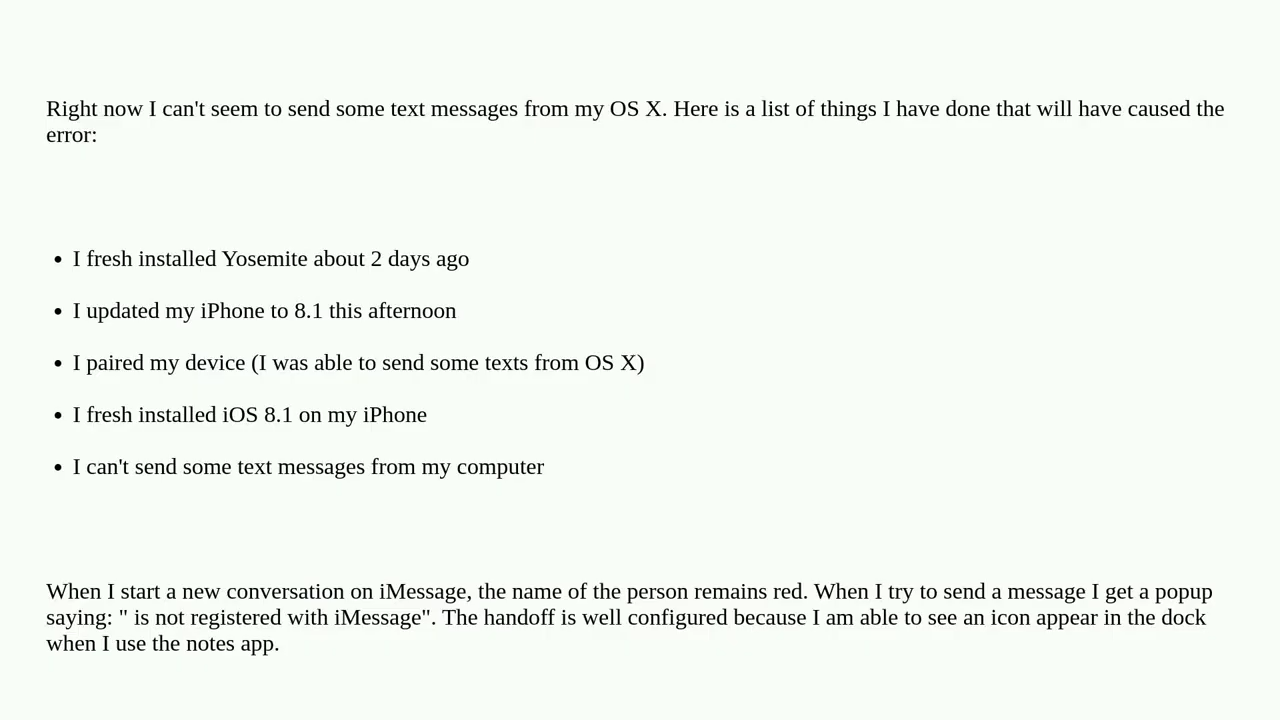 Right now I can't seem to send some text messages from my OS X. Here is a list of things I have done that will have caused the
error:
• I fresh installed Yosemite about 2 days ago
• I updated my iPhone to 8.1 this afternoon
• I paired my device (I was able to send some texts from OS X)
• I fresh installed iOS 8.1 on my iPhone
• I can't send some text messages from my computer
When I start a new conversation on iMessage, the name of the person remains red. When I try to send a message I get a popup
saying: " is not registered with iMessage". The handoff is well configured because I am able to see an icon appear in the dock
when I use the notes app.